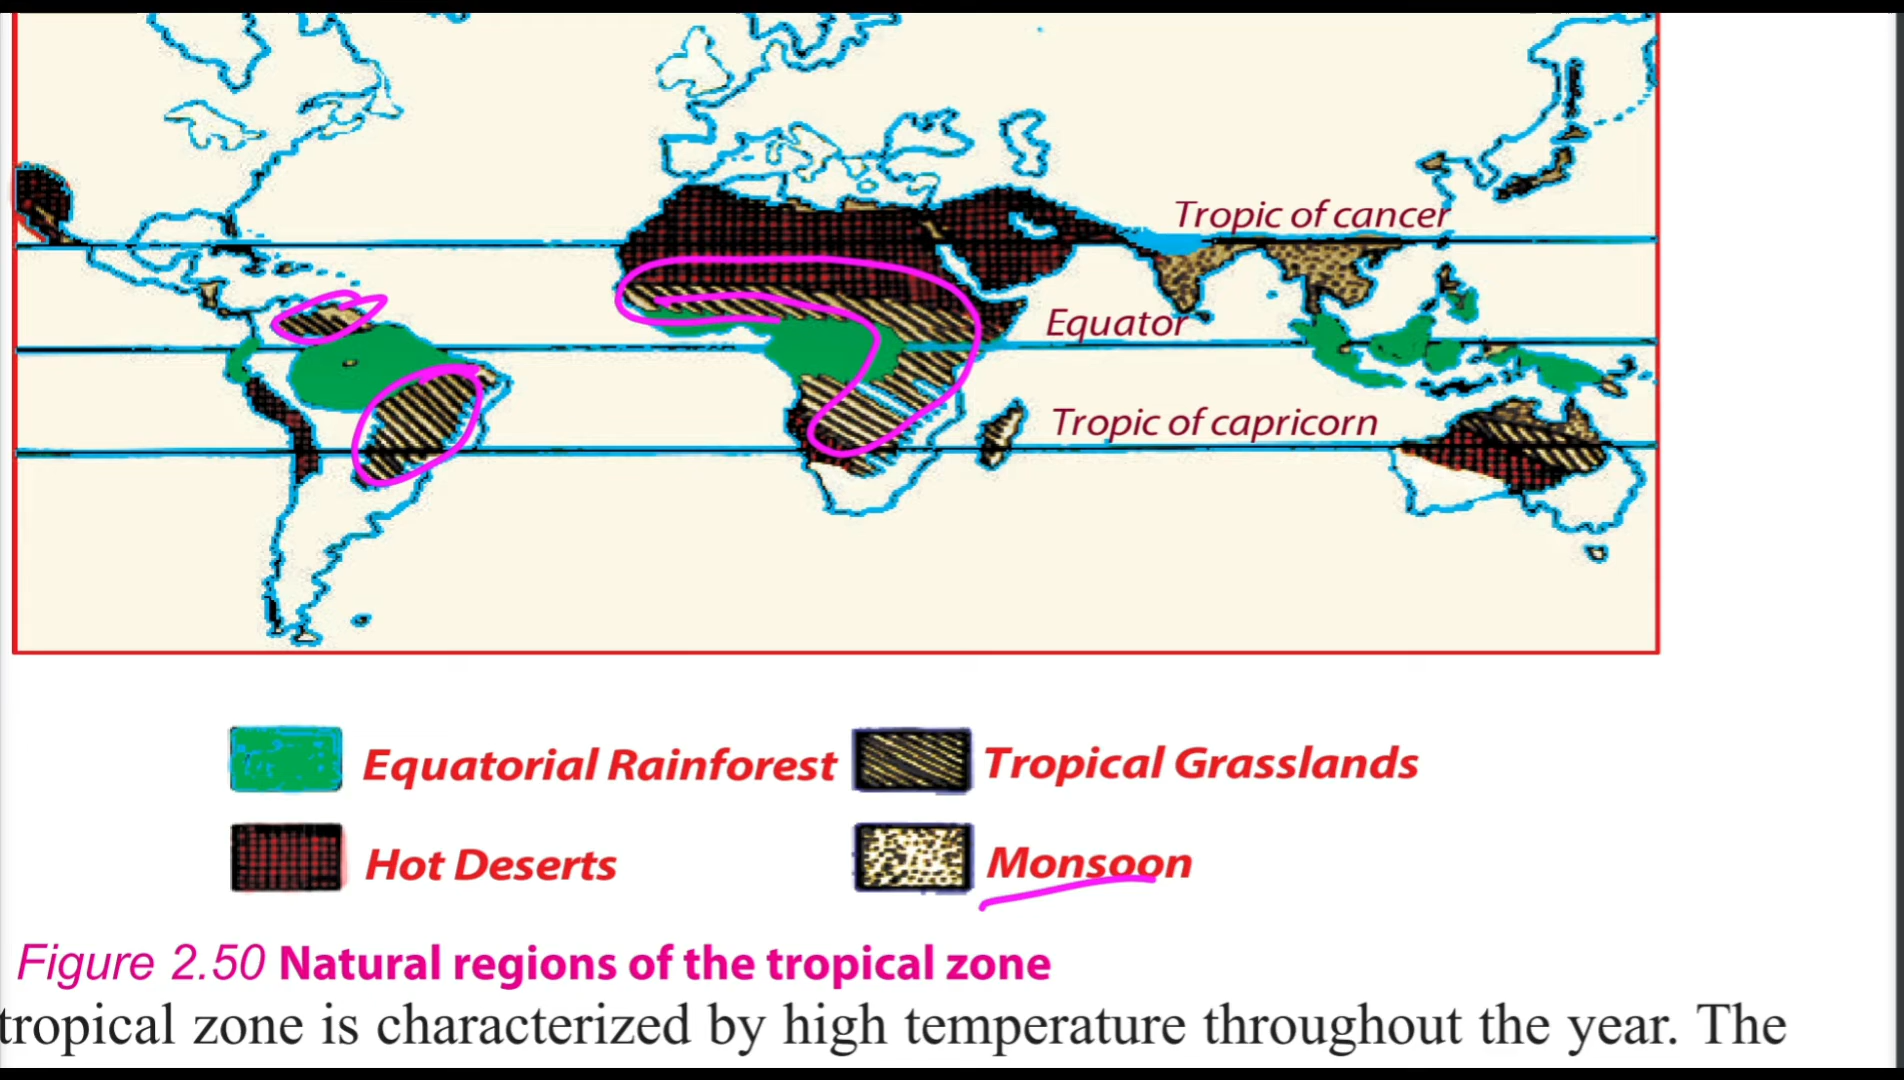 Tropic of cancer
Equator
Tropic of capricorn
Equatorial Rainforest
Tropical Grasslands
Hot Deserts
Monsoon
Figure 2.50 Natural regions of the tropical zone
tropical zone is characterized by high temperature throughout the year. The